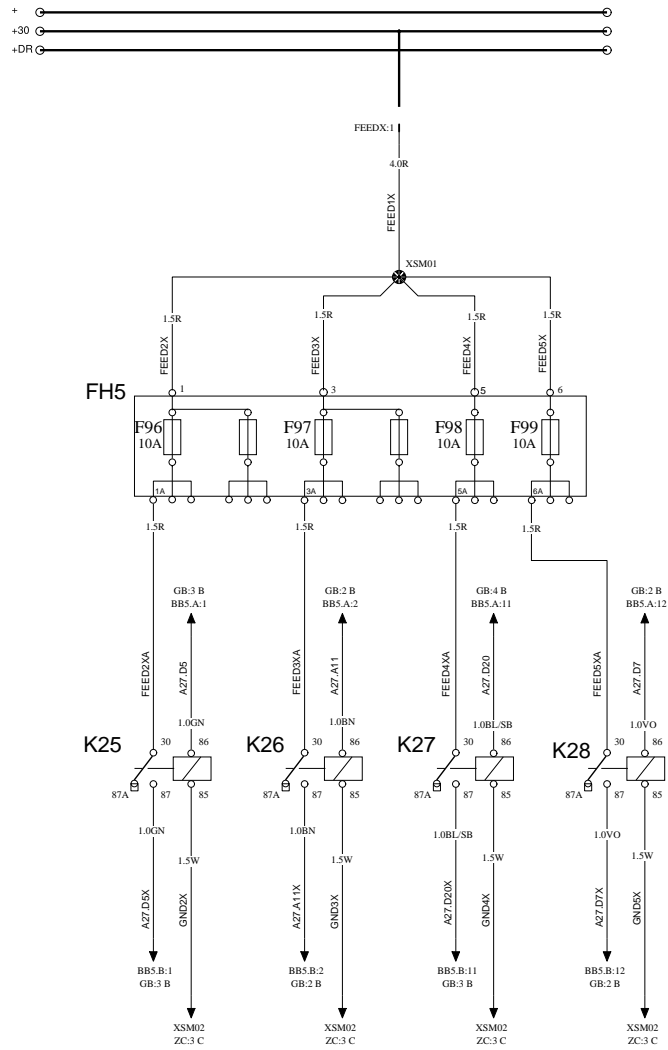 +
+30
+DR
FEEDX:1
4.0R
FEED1X
XSM01
1.5R
1.5R
1.5R
1.5R
FEED2X
FEED3X
FEED4X
FEED5X
FH5
1
3
5
6
F96
10A
F97
10A
F98
10A
F99
10A
1A
3A
5A
6A
1.5R
1.5R
1.5R
1.5R
GB:3 B
BB5.A:1
GB:2 B
BB5.A:2
GB:4 B
BB5.A:11
GB:2 B
BB5.A:12
FEED2XA
A27.D5
FEED3XA
A27.A11
FEED4XA
A27.D20
FEED5XA
A27.D7
1.0GN
1.0BN
1.0BL/SB
1.0VO
K25
30
86
K26
30
86
K27
30
86
K28
30
86
87A
87
85
87A
87
85
87A
87
85
87A
87
85
1.0GN
1.5W
1.0BN
1.5W
1.0BL/SB
1.5W
1.0VO
1.5W
A27.D5X
GND2X
A27.A11X
GND3X
A27.D20X
GND4X
A27.D7X
GND5X
BB5.B:1
GB:3 B
BB5.B:2
GB:2 B
BB5.B:11
GB:3 B
BB5.B:12
GB:2 B
XSM02
ZC:3 C
XSM02
ZC:3 C
XSM02
ZC:3 C
XSM02
ZC:3 C